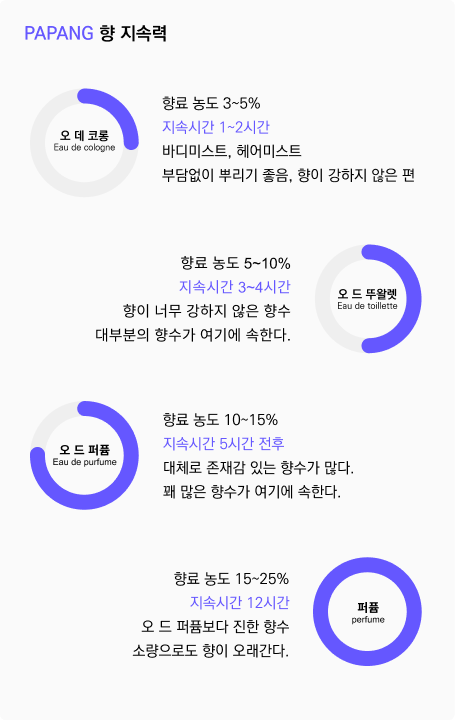 PAPANG 향 지속력
오 데 코롱
Eau de cologne
향료 농도 3~5%
지속시간 1~2시간
바디미스트, 헤어미스트
부담없이 뿌리기 좋음, 향이 강하지 않은 편
향료 농도 5~10%
지속시간 3~4시간
향이 너무 강하지 않은 향수
대부분의 향수가 여기에 속한다.
오 드 뚜왈렛
Eau de toillette
오 드 퍼퓸
Eau de purfume
향료 농도 10~15%
지속시간 5시간 전후
대체로 존재감 있는 향수가 많다.
꽤 많은 향수가 여기에 속한다.
향료 농도 15~25%
지속시간 12시간
오 드 퍼퓸보다 진한 향수
소량으로도 향이 오래간다.
퍼퓸
perfume